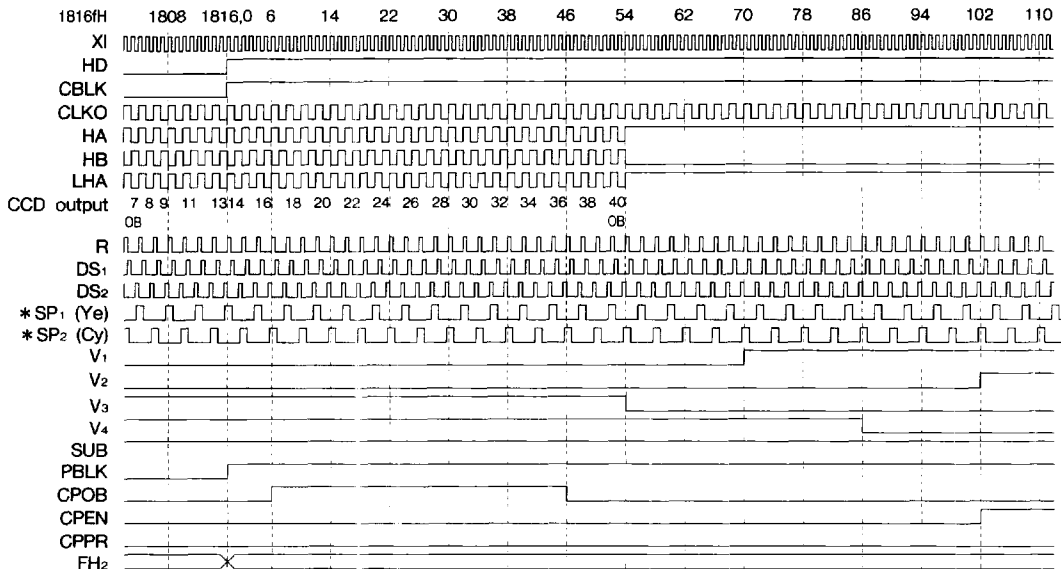 1816fH 1808 1816,0 6 14 22 30 38 46 54 62 70 78 86 94 102 110
XI
HD
CBLK
CLKO
HA
HB
LHA
CCD output 7 8 9 11 13 14 16 18 20 22 24 26 28 30 32 34 36 38 40
OB OB
R
DS1
DS2
*SP1 (Ye)
*SP2 (Cy)
V1
V2
V3
V4
SUB
PBLK
CPOB
CPEN
CPPR
FH2